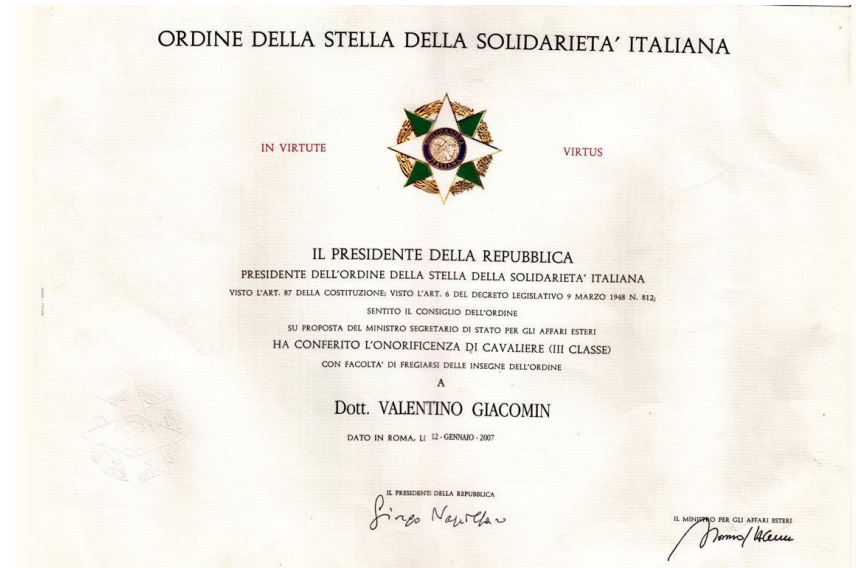 ORDINE DELLA STELLA DELLA SOLIDARIETA' ITALIANA
IN VIRTUTE
VIRTUS
SOLIDARIETA
ITALIANA
IL PRESIDENTE DELLA REPUBBLICA
PRESIDENTE DELL'ORDINE DELLA STELLA DELLA SOLIDARIETA' ITALIANA
VISTO L'ART. 87 DELLA COSTITUZIONE; VISTO L'ART. 6 DEL DECRETO LEGISLATIVO 9 MARZO 1948 N. 812;
SENTITO IL CONSIGLIO DELL'ORDINE
SU PROPOSTA DEL MINISTRO SEGRETARIO DI STATO PER GLI AFFARI ESTERI
HA CONFERITO L'ONORIFICENZA DI CAVALIERE (III CLASSE)
CON FACOLTA' DI FREGIARSI DELLE INSEGNE DELL'ORDINE
A
Dott. VALENTINO GIACOMIN
DATO IN ROMA, LI 12 - GENNAIO - 2007
IL PRESIDENTE DELLA REPUBBLICA
Giorgio Napolitano
IL MINISTRO PER GLI AFFARI ESTERI